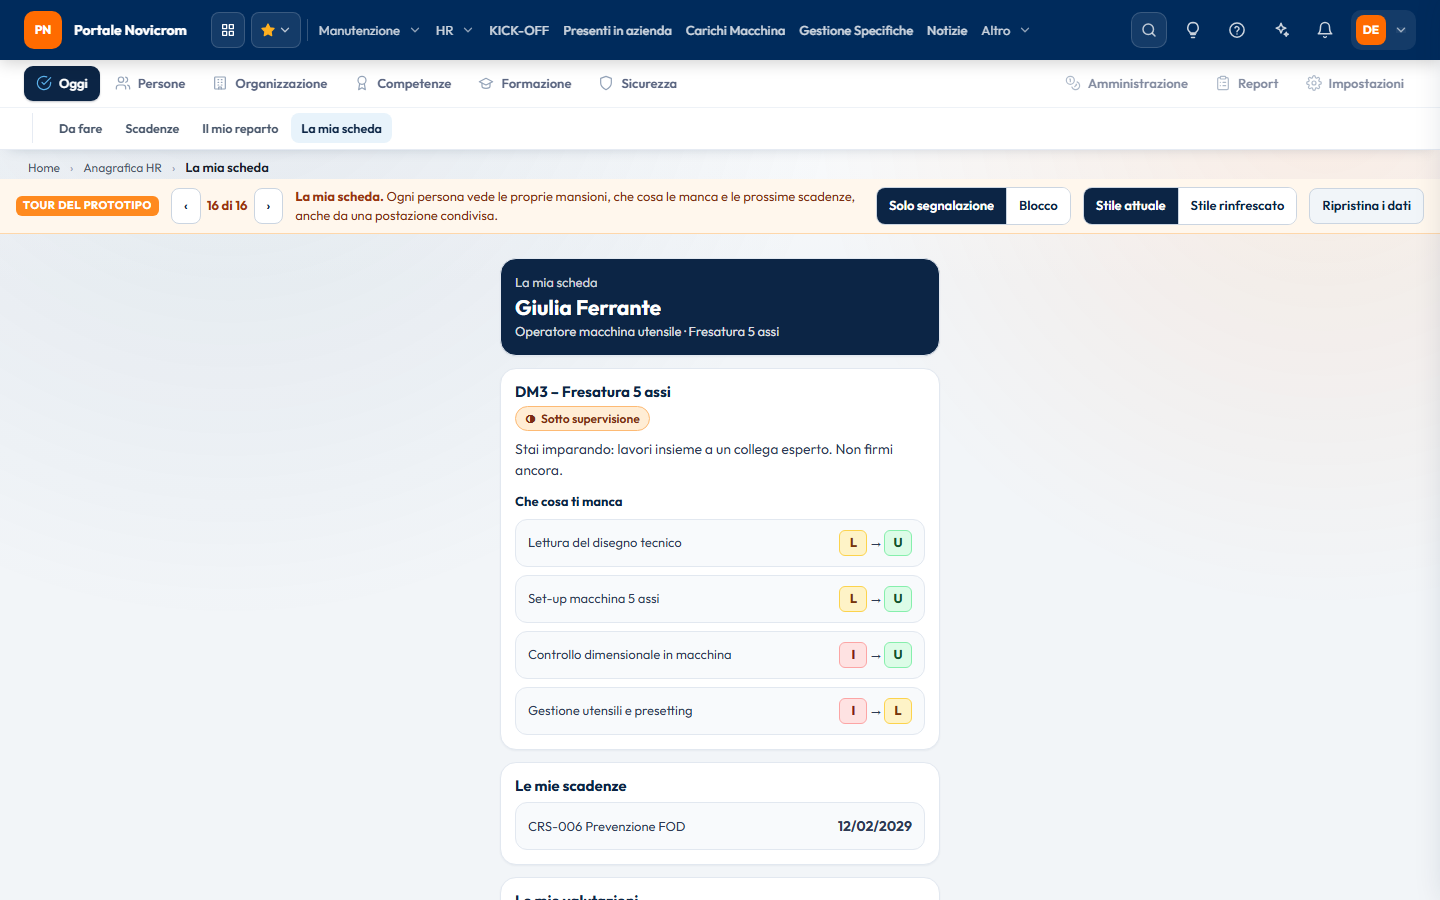 PN Portale Novicrom Manutenzione HR KICK-OFF Presenti in azienda Carichi Macchina Gestione Specifiche Notizie Altro DE
Oggi Persone Organizzazione Competenze Formazione Sicurezza Amministrazione Report Impostazioni
Da fare Scadenze Il mio reparto La mia scheda
Home › Anagrafica HR › La mia scheda
TOUR DEL PROTOTIPO ‹ 16 di 16 › La mia scheda. Ogni persona vede le proprie mansioni, che cosa le manca e le prossime scadenze,
anche da una postazione condivisa.
Solo segnalazione Blocco Stile attuale Stile rinfrescato Ripristina i dati
La mia scheda
Giulia Ferrante
Operatore macchina utensile · Fresatura 5 assi
DM3 – Fresatura 5 assi
Sotto supervisione
Stai imparando: lavori insieme a un collega esperto. Non firmi
ancora.
Che cosa ti manca
Lettura del disegno tecnico L → U
Set-up macchina 5 assi L → U
Controllo dimensionale in macchina I → U
Gestione utensili e presetting I → L
Le mie scadenze
CRS-006 Prevenzione FOD 12/02/2029
Le mie valutazioni